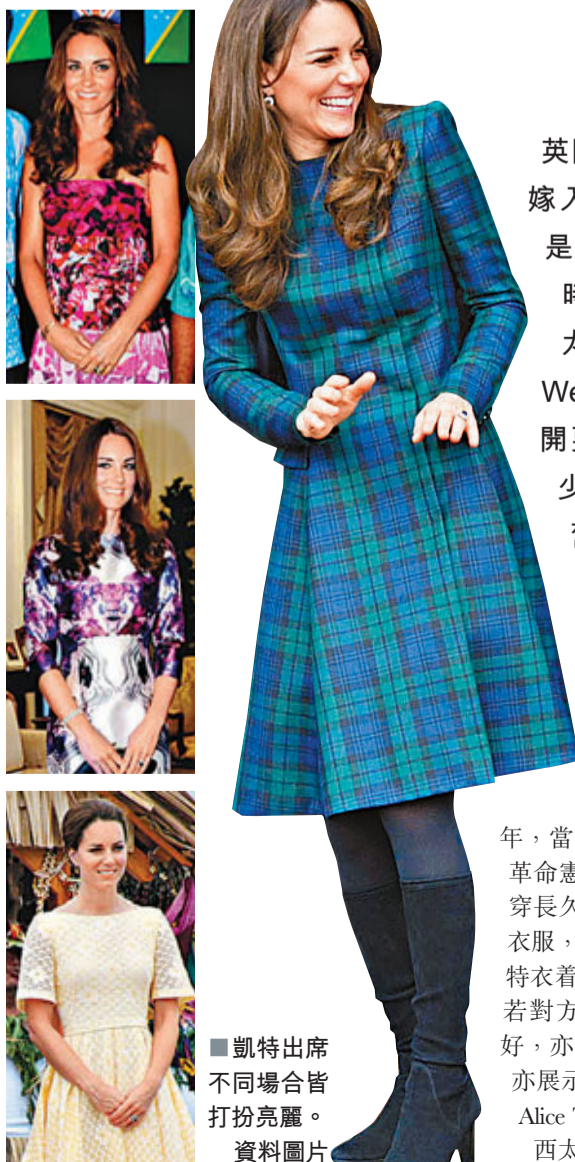 英
嫁入
是
太
We
開
少
年，當
革命憲
穿長久
衣服，
特衣着
若對方
好，亦
亦展示
Alice
西太
■凱特出席
不同場合皆
打扮亮麗。
資料圖片